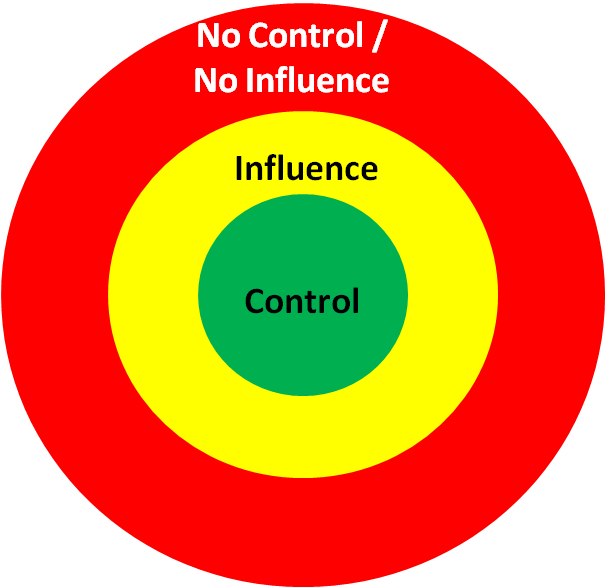 No Control /
No Influence
Influence
Control